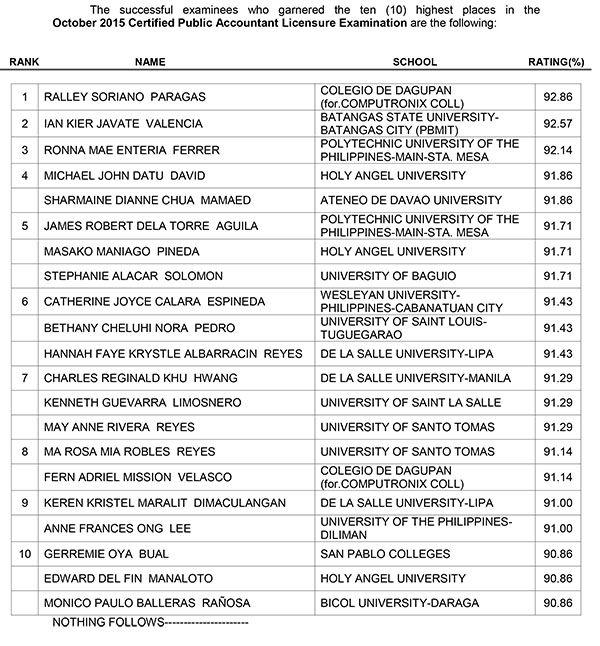 The successful examinees who garnered the ten (10) highest places in the
October 2015 Certified Public Accountant Licensure Examination are the following:
RANK NAME SCHOOL RATING(%)
1 RALLEY SORIANO PARAGAS COLEGIO DE DAGUPAN (for.COMPUTRONIX COLL) 92.86
2 IAN KIER JAVATE VALENCIA BATANGAS STATE UNIVERSITY-BATANGAS CITY (PBMIT) 92.57
3 RONNA MAE ENTERIA FERRER POLYTECHNIC UNIVERSITY OF THE PHILIPPINES-MAIN-STA. MESA 92.14
4 MICHAEL JOHN DATU DAVID HOLY ANGEL UNIVERSITY 91.86
SHARMAINE DIANNE CHUA MAMAED ATENEO DE DAVAO UNIVERSITY 91.86
5 JAMES ROBERT DELA TORRE AGUILA POLYTECHNIC UNIVERSITY OF THE PHILIPPINES-MAIN-STA. MESA 91.71
MASAKO MANIAGO PINEDA HOLY ANGEL UNIVERSITY 91.71
STEPHANIE ALACAR SOLOMON UNIVERSITY OF BAGUIO 91.71
6 CATHERINE JOYCE CALARA ESPINEDA WESLEYAN UNIVERSITY-PHILIPPINES-CABANATUAN CITY 91.43
BETHANY CHELUHI NORA PEDRO UNIVERSITY OF SAINT LOUIS-TUGUEGARAO 91.43
HANNAH FAYE KRYSTLE ALBARRACIN REYES DE LA SALLE UNIVERSITY-LIPA 91.43
7 CHARLES REGINALD KHU HWANG DE LA SALLE UNIVERSITY-MANILA 91.29
KENNETH GUEVARRA LIMOSNERO UNIVERSITY OF SAINT LA SALLE 91.29
MAY ANNE RIVERA REYES UNIVERSITY OF SANTO TOMAS 91.29
8 MA ROSA MIA ROBLES REYES UNIVERSITY OF SANTO TOMAS 91.14
FERN ADRIEL MISSION VELASCO COLEGIO DE DAGUPAN (for.COMPUTRONIX COLL) 91.14
9 KEREN KRISTEL MARALIT DIMACULANGAN DE LA SALLE UNIVERSITY-LIPA 91.00
ANNE FRANCES ONG LEE UNIVERSITY OF THE PHILIPPINES-DILIMAN 91.00
10 GERREMIE OYA BUAL SAN PABLO COLLEGES 90.86
EDWARD DEL FIN MANALOTO HOLY ANGEL UNIVERSITY 90.86
MONICO PAULO BALLERAS RAÑOSA BICOL UNIVERSITY-DARAGA 90.86
NOTHING FOLLOWS----------------------